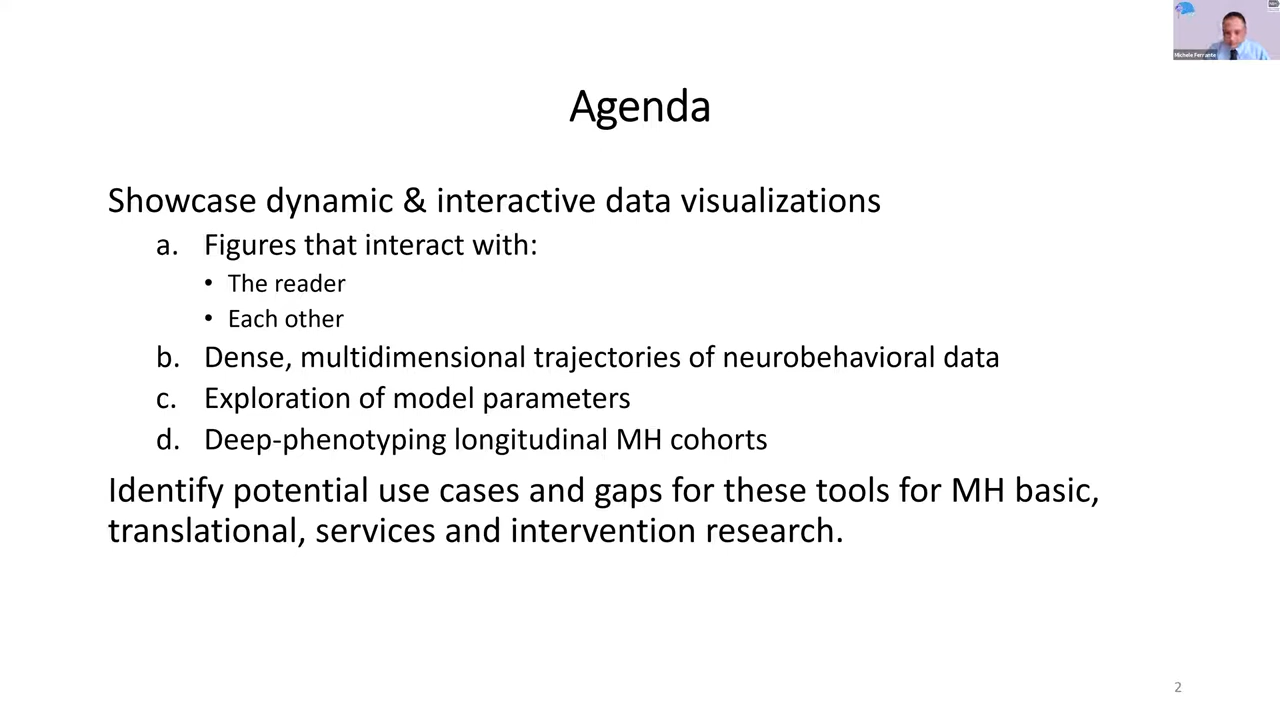 Michele Ferrante
Agenda
Showcase dynamic & interactive data visualizations
a. Figures that interact with:
• The reader
• Each other
b. Dense, multidimensional trajectories of neurobehavioral data
c. Exploration of model parameters
d. Deep-phenotyping longitudinal MH cohorts
Identify potential use cases and gaps for these tools for MH basic,
translational, services and intervention research.
2